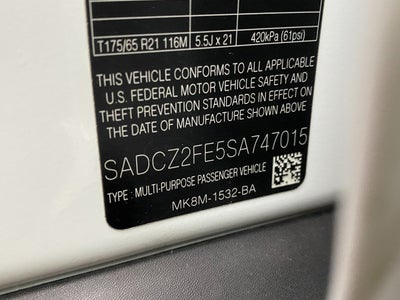 T175/65 R21 116M 5.5J x 21 420kPa (61psi)
THIS VEHICLE CONFORMS TO ALL APPLICABLE
U.S. FEDERAL MOTOR VEHICLE SAFETY AND
THEFT PREVENTION STANDARDS IN EFFECT ON
THE DATE OF MANUFACTURE SHOWN ABOVE.
SADCZ2FE5SA747015
TYPE : MULTI-PURPOSE PASSENGER VEHICLE
MK8M-1532-BA